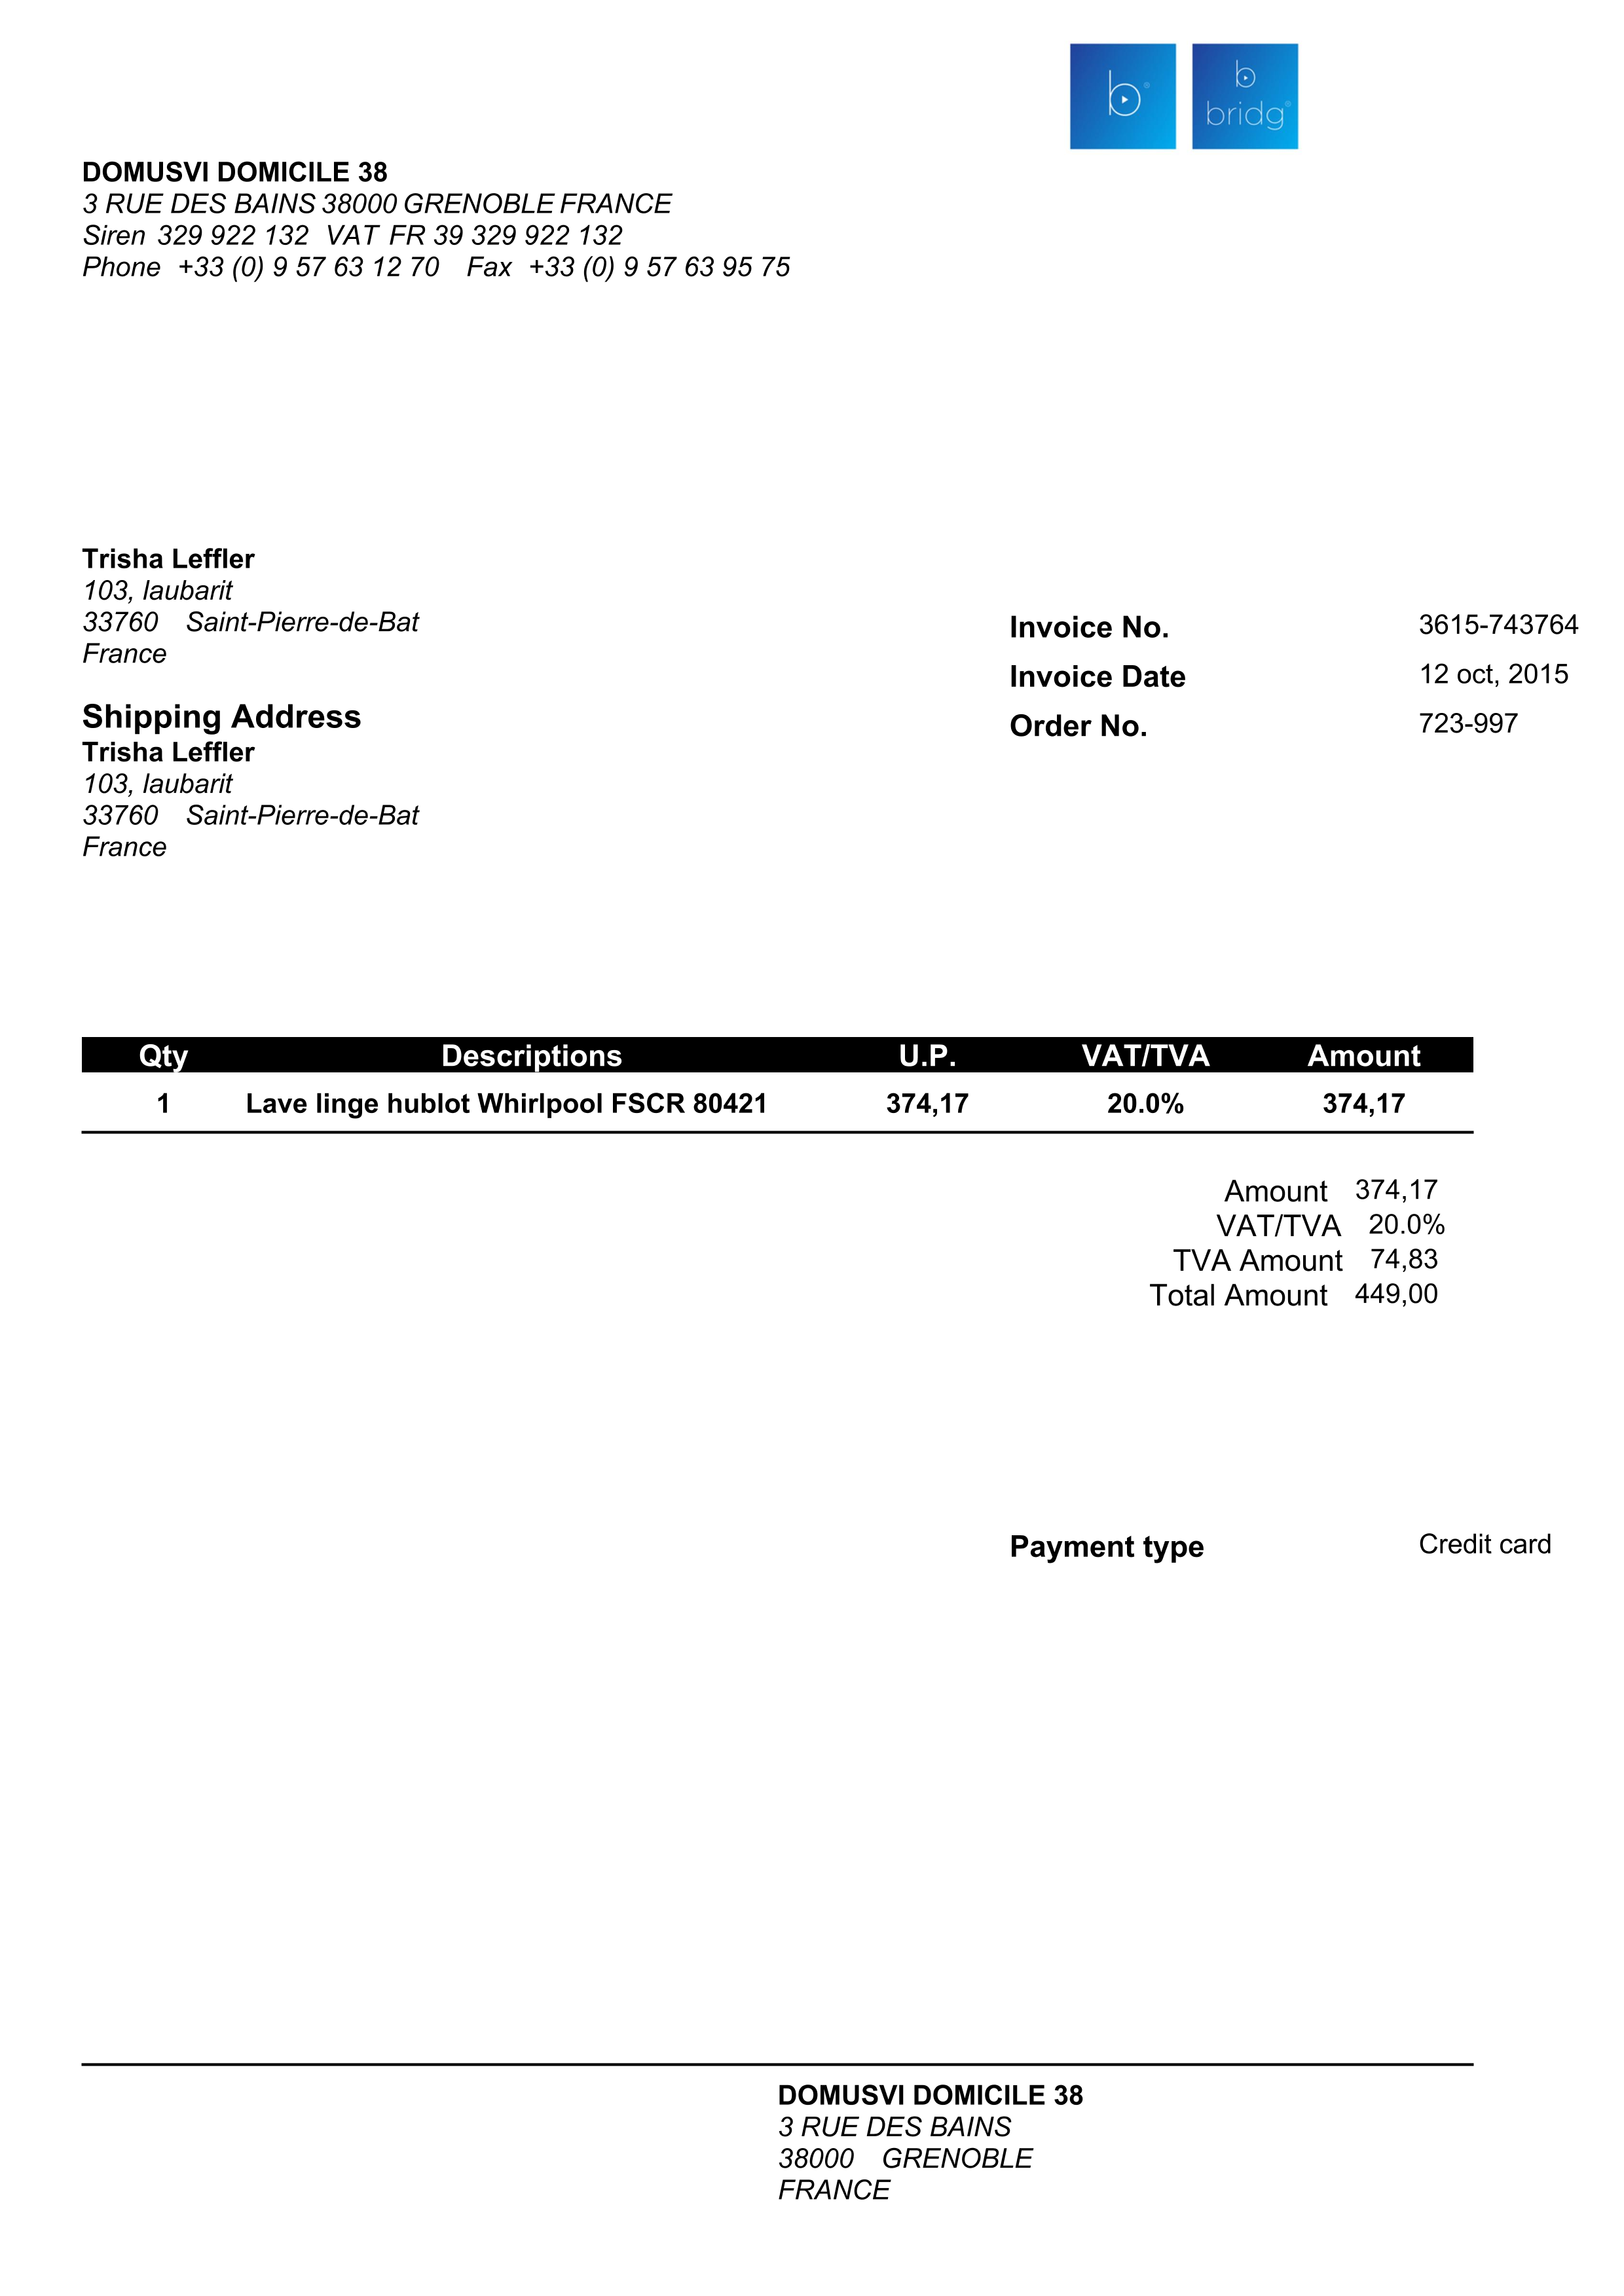 b®
b
bridg®
DOMUSVI DOMICILE 38
3 RUE DES BAINS 38000 GRENOBLE FRANCE
Siren 329 922 132 VAT FR 39 329 922 132
Phone +33 (0) 9 57 63 12 70 Fax +33 (0) 9 57 63 95 75
Trisha Leffler
103, laubarit
33760 Saint-Pierre-de-Bat
France
Invoice No. 3615-743764
Invoice Date 12 oct, 2015
Order No. 723-997
Shipping Address
Trisha Leffler
103, laubarit
33760 Saint-Pierre-de-Bat
France
Qty Descriptions U.P. VAT/TVA Amount
1 Lave linge hublot Whirlpool FSCR 80421 374,17 20.0% 374,17
Amount 374,17
VAT/TVA 20.0%
TVA Amount 74,83
Total Amount 449,00
Payment type Credit card
DOMUSVI DOMICILE 38
3 RUE DES BAINS
38000 GRENOBLE
FRANCE